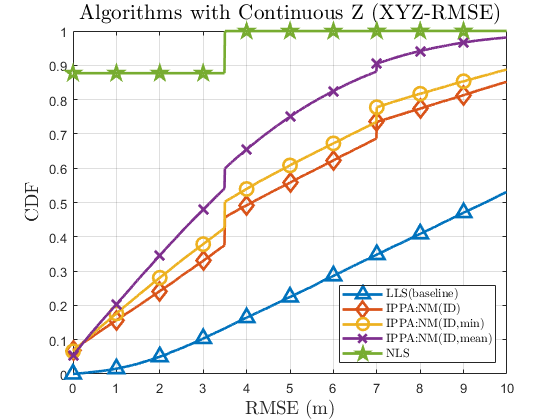 Algorithms with Continuous Z (XYZ-RMSE)
1
0.9
0.8
0.7
0.6
0.5
0.4
0.3
0.2
0.1
0
CDF
LLS(baseline)
IPPA:NM(ID)
IPPA:NM(ID,min)
IPPA:NM(ID,mean)
NLS
0 1 2 3 4 5 6 7 8 9 10
RMSE (m)